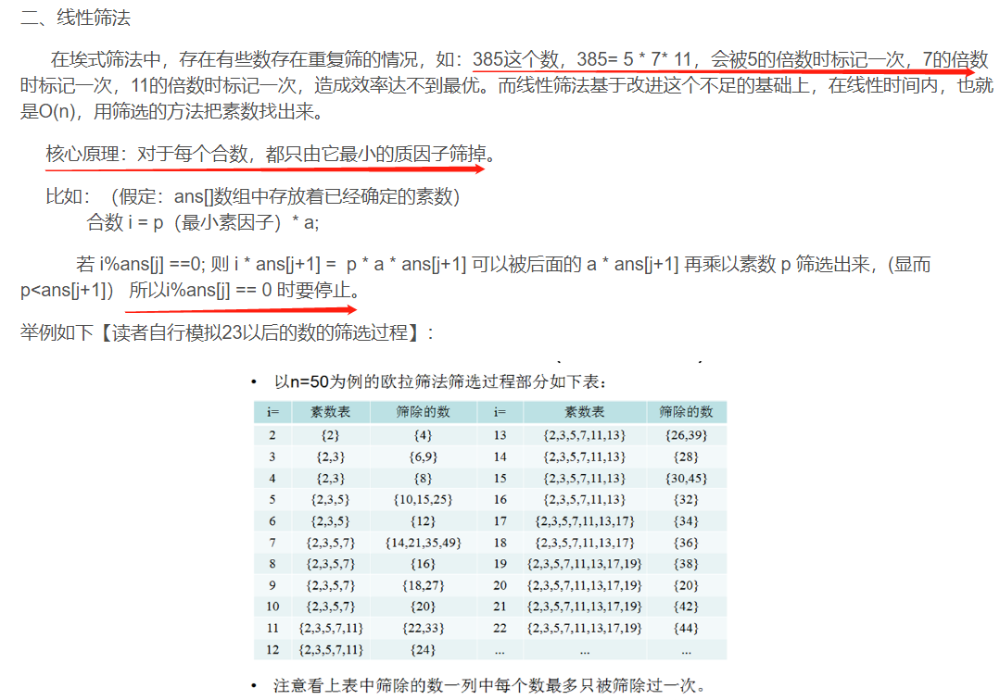 二、线性筛法
在埃式筛法中，存在有些数存在重复筛的情况，如：385这个数，385= 5 * 7* 11，会被5的倍数时标记一次，7的倍数
时标记一次，11的倍数时标记一次，造成效率达不到最优。而线性筛法基于改进这个不足的基础上，在线性时间内，也就
是O(n)，用筛选的方法把素数找出来。
核心原理：对于每个合数，都只由它最小的质因子筛掉。
比如：（假定：ans[]数组中存放着已经确定的素数）
合数 i = p（最小素因子）* a;
若 i%ans[j] ==0; 则 i * ans[j+1] = p * a * ans[j+1] 可以被后面的 a * ans[j+1] 再乘以素数 p 筛选出来，(显而
p<ans[j+1]） 所以i%ans[j] == 0 时要停止。
举例如下【读者自行模拟23以后的数的筛选过程】：
• 以n=50为例的欧拉筛法筛选过程部分如下表：
i= 素数表 筛除的数 i= 素数表 筛除的数
2 {2} {4} 13 {2,3,5,7,11,13} {26,39}
3 {2,3} {6,9} 14 {2,3,5,7,11,13} {28}
4 {2,3} {8} 15 {2,3,5,7,11,13} {30,45}
5 {2,3,5} {10,15,25} 16 {2,3,5,7,11,13} {32}
6 {2,3,5} {12} 17 {2,3,5,7,11,13,17} {34}
7 {2,3,5,7} {14,21,35,49} 18 {2,3,5,7,11,13,17} {36}
8 {2,3,5,7} {16} 19 {2,3,5,7,11,13,17,19} {38}
9 {2,3,5,7} {18,27} 20 {2,3,5,7,11,13,17,19} {20}
10 {2,3,5,7} {20} 21 {2,3,5,7,11,13,17,19} {42}
11 {2,3,5,7,11} {22,33} 22 {2,3,5,7,11,13,17,19} {44}
12 {2,3,5,7,11} {24} ... ... ...
• 注意看上表中筛除的数一列中每个数最多只被筛除过一次。